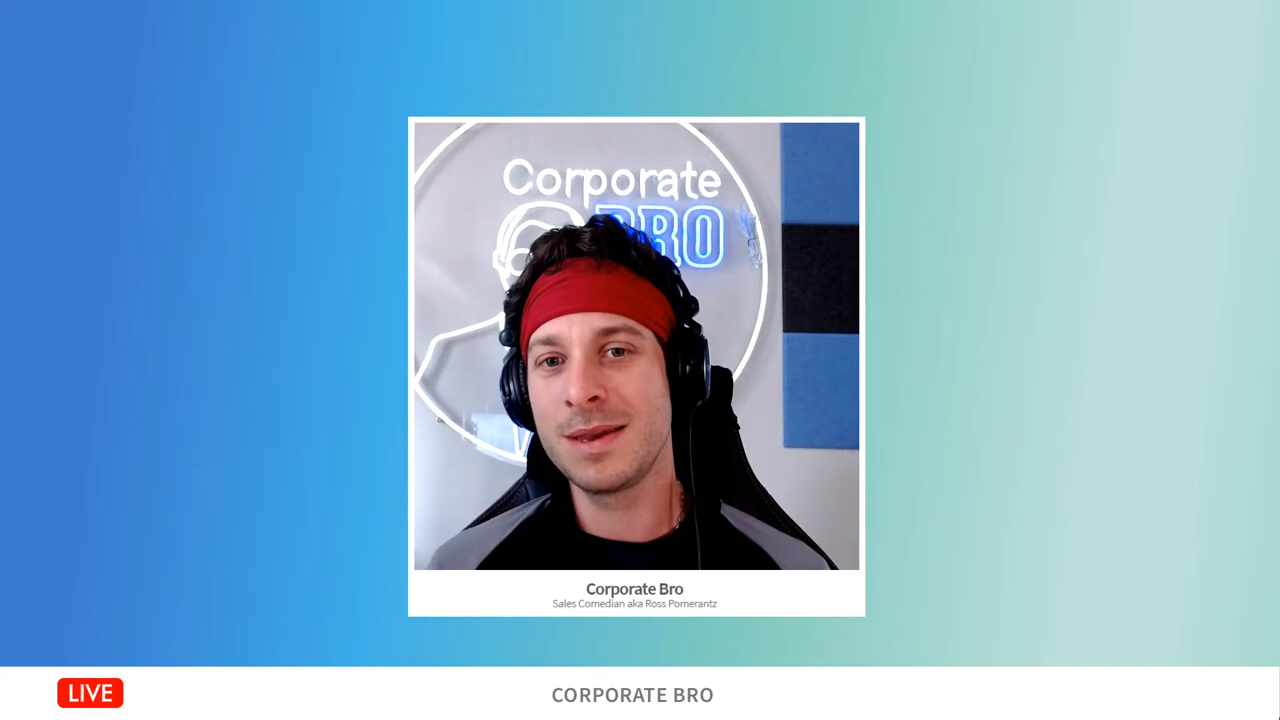 Corporate
BRO
Corporate Bro
Sales Comedian aka Ross Pomerantz
LIVE
CORPORATE BRO